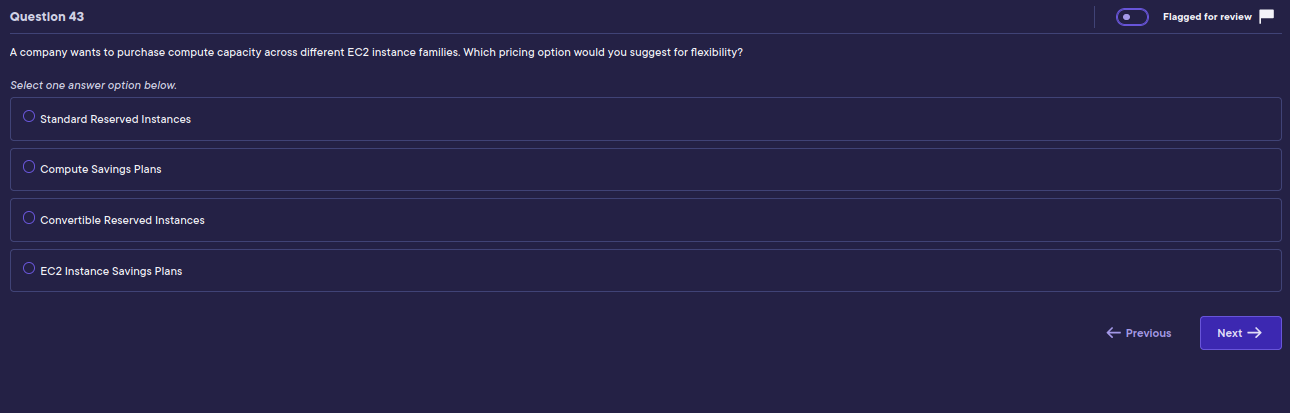 Question 43
Flagged for review
A company wants to purchase compute capacity across different EC2 instance families. Which pricing option would you suggest for flexibility?
Select one answer option below.
Standard Reserved Instances
Compute Savings Plans
Convertible Reserved Instances
EC2 Instance Savings Plans
Previous
Next